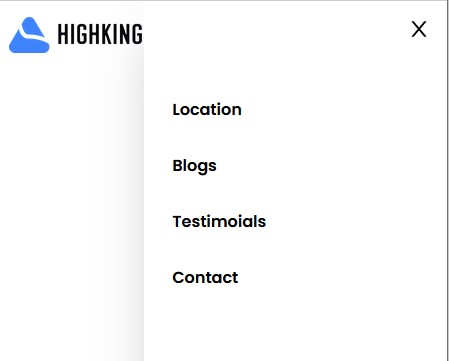 HIGHKING
X
Location
Blogs
Testimoials
Contact